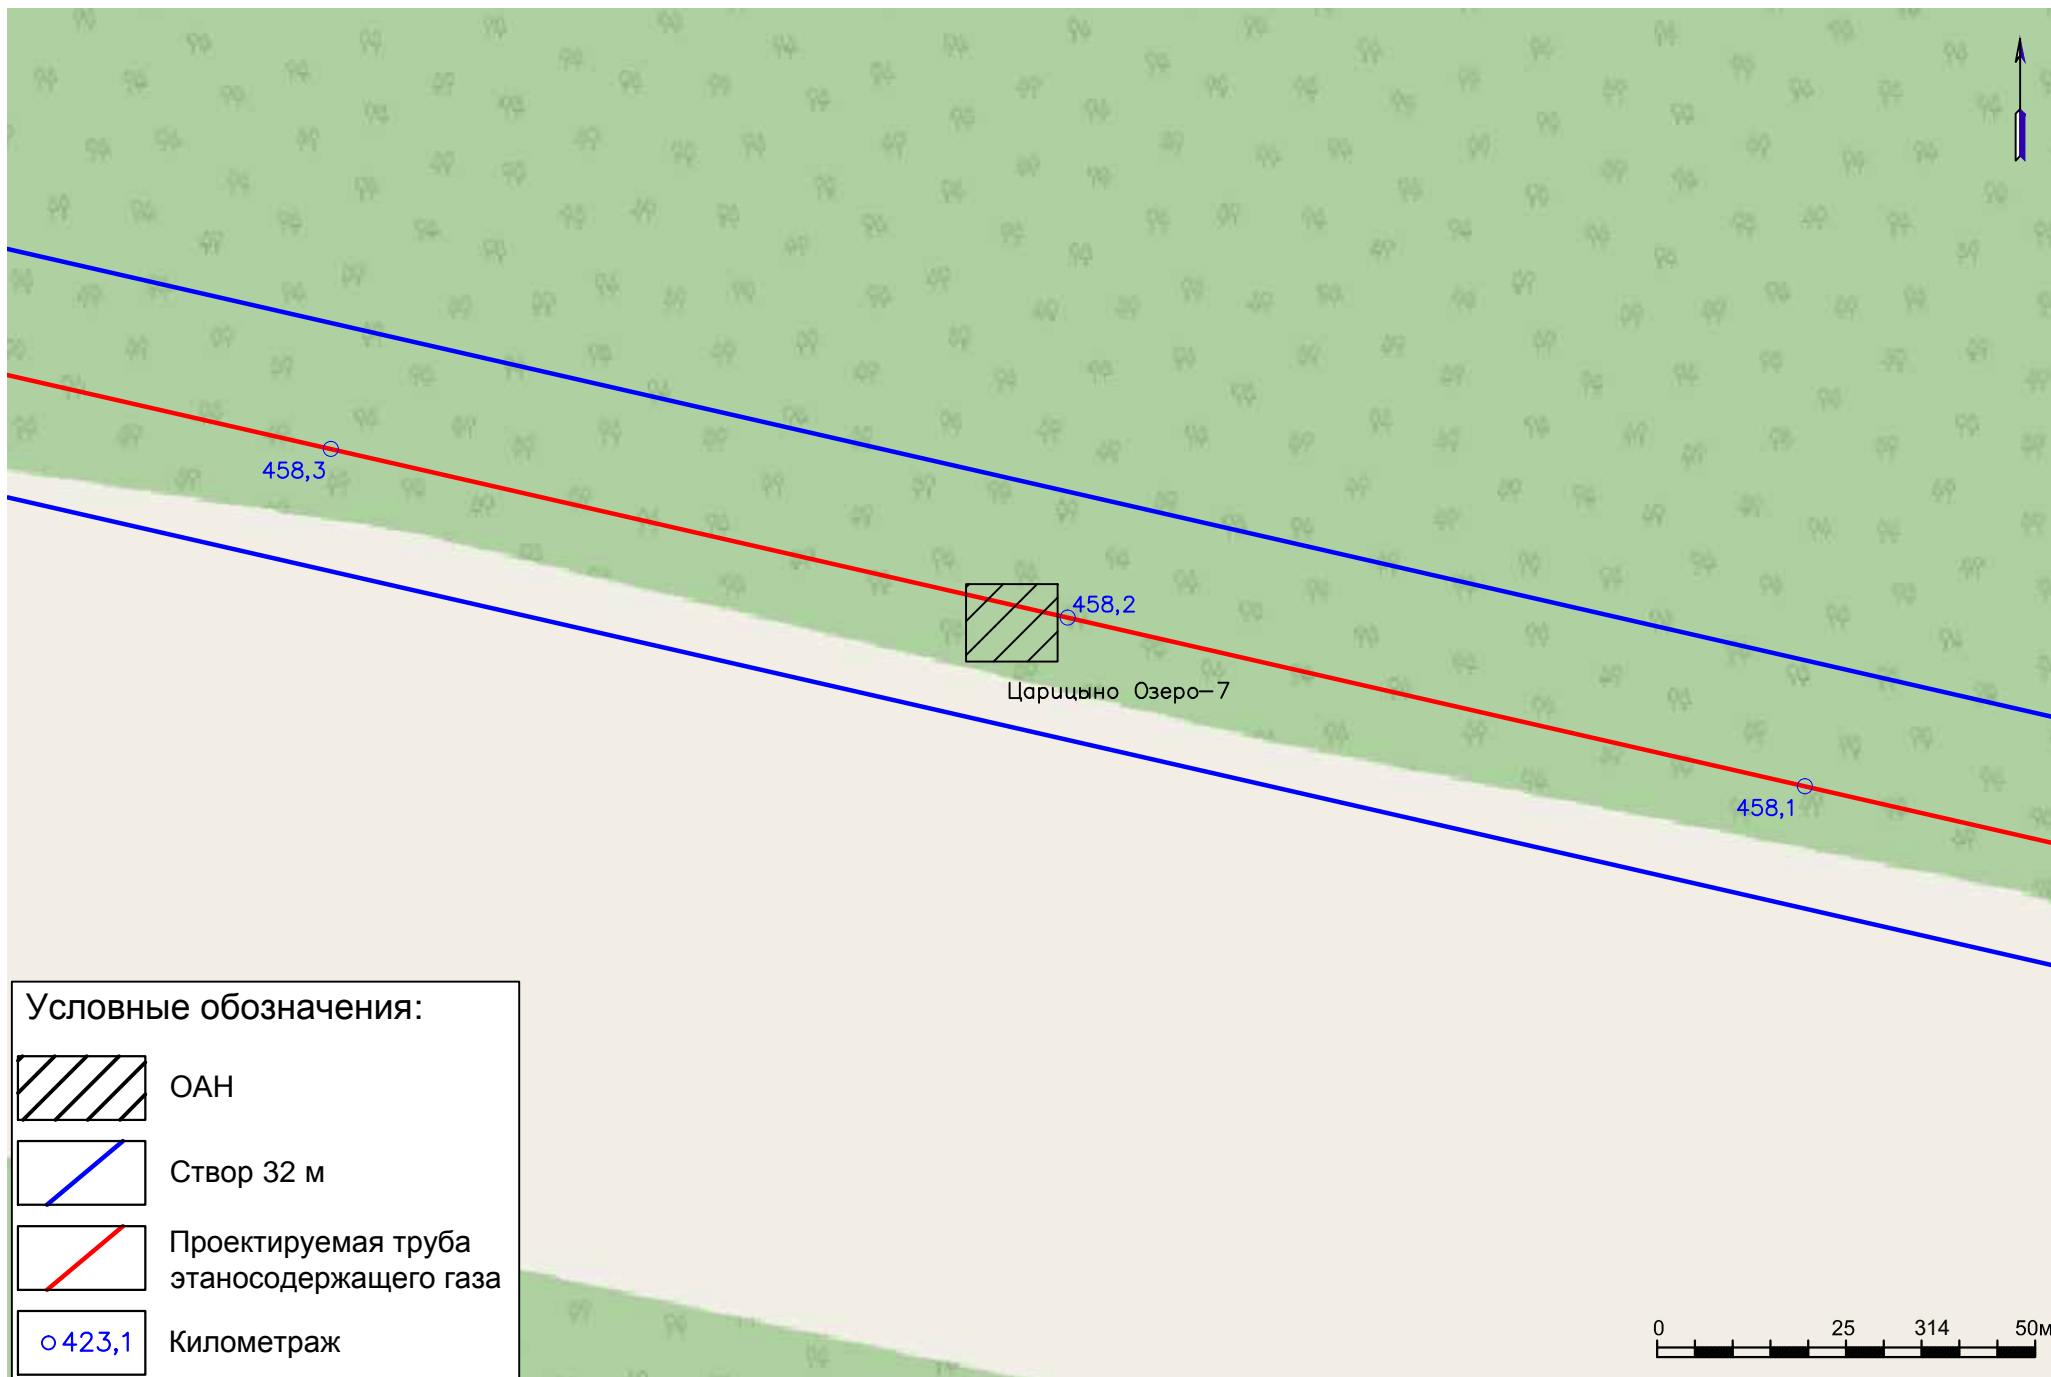 458,3
458,2
Царицыно Озеро-7
458,1
Условные обозначения:
ОАН
Створ 32 м
Проектируемая труба
этаносодержащего газа
423,1 Километраж
0 25 314 50м